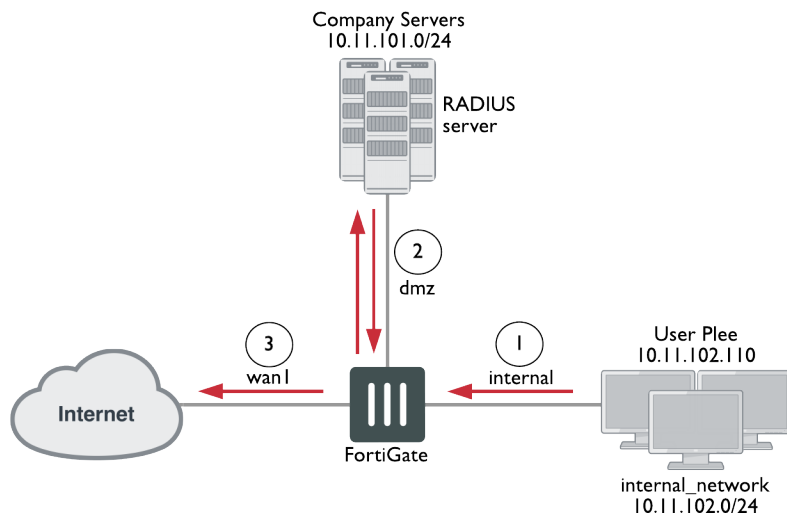 Company Servers
10.11.101.0/24
RADIUS
server
2
dmz
3
wan1
1
internal
User Plee
10.11.102.110
Internet
FortiGate
internal_network
10.11.102.0/24